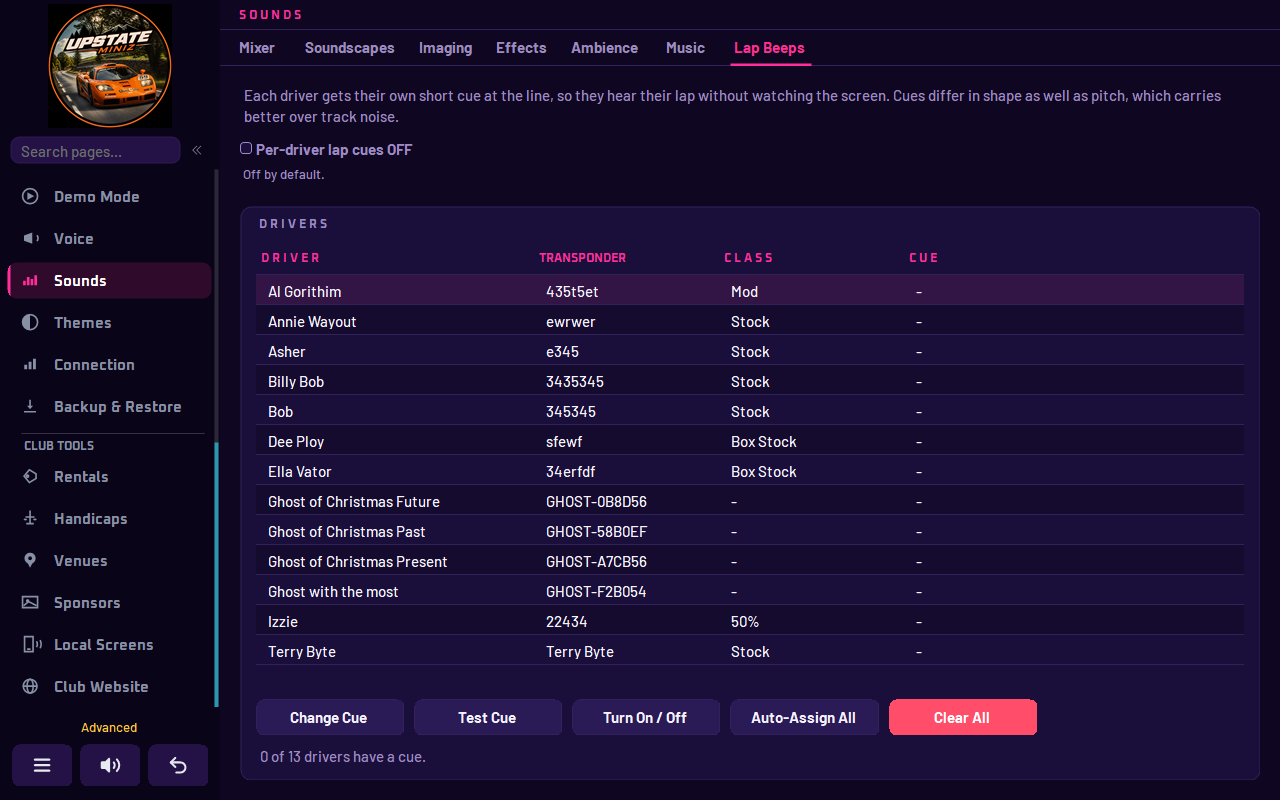 UPSTATE
MINIZ
Search pages...
Demo Mode
Voice
Sounds
Themes
Connection
Backup & Restore
CLUB TOOLS
Rentals
Handicaps
Venues
Sponsors
Local Screens
Club Website
Advanced
SOUNDS
Mixer Soundscapes Imaging Effects Ambience Music Lap Beeps
Each driver gets their own short cue at the line, so they hear their lap without watching the screen. Cues differ in shape as well as pitch, which carries
better over track noise.
Per-driver lap cues OFF
Off by default.
DRIVERS
DRIVER TRANSPONDER CLASS CUE
Al Gorithim 435t5et Mod -
Annie Wayout ewrwer Stock -
Asher e345 Stock -
Billy Bob 3435345 Stock -
Bob 345345 Stock -
Dee Ploy sfewf Box Stock -
Ella Vator 34erfdf Box Stock -
Ghost of Christmas Future GHOST-0B8D56 - -
Ghost of Christmas Past GHOST-58B0EF - -
Ghost of Christmas Present GHOST-A7CB56 - -
Ghost with the most GHOST-F2B054 - -
Izzie 22434 50% -
Terry Byte Terry Byte Stock -
Change Cue Test Cue Turn On / Off Auto-Assign All Clear All
0 of 13 drivers have a cue.